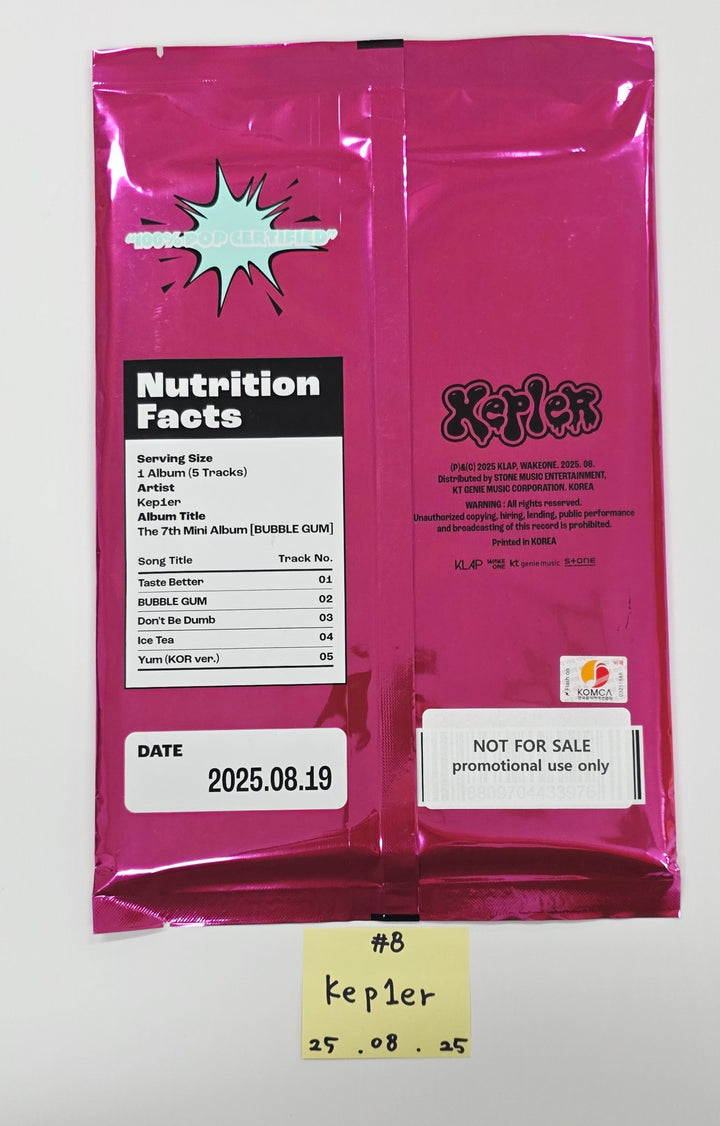 "100% POP CERTIFIED"
Nutrition
Facts
Serving Size
1 Album (5 Tracks)
Artist
Kep1er
Album Title
The 7th Mini Album [BUBBLE GUM]
Song Title Track No.
Taste Better 01
BUBBLE GUM 02
Don't Be Dumb 03
Ice Tea 04
Yum (KOR ver.) 05
DATE
2025.08.19
Kep1er
(P)&(C) 2025 KLAP, WAKEONE. 2025. 08.
Distributed by STONE MUSIC ENTERTAINMENT,
KT GENIE MUSIC CORPORATION. KOREA
WARNING : All rights reserved.
Unauthorized copying, hiring, lending, public performance
and broadcasting of this record is prohibited.
Printed in KOREA
KLAP WAKE ONE kt genie music STONE
Flash on
KOMCA
NOT FOR SALE
promotional use only
8809704433976
#8
Kep1er
25 . 08 . 25